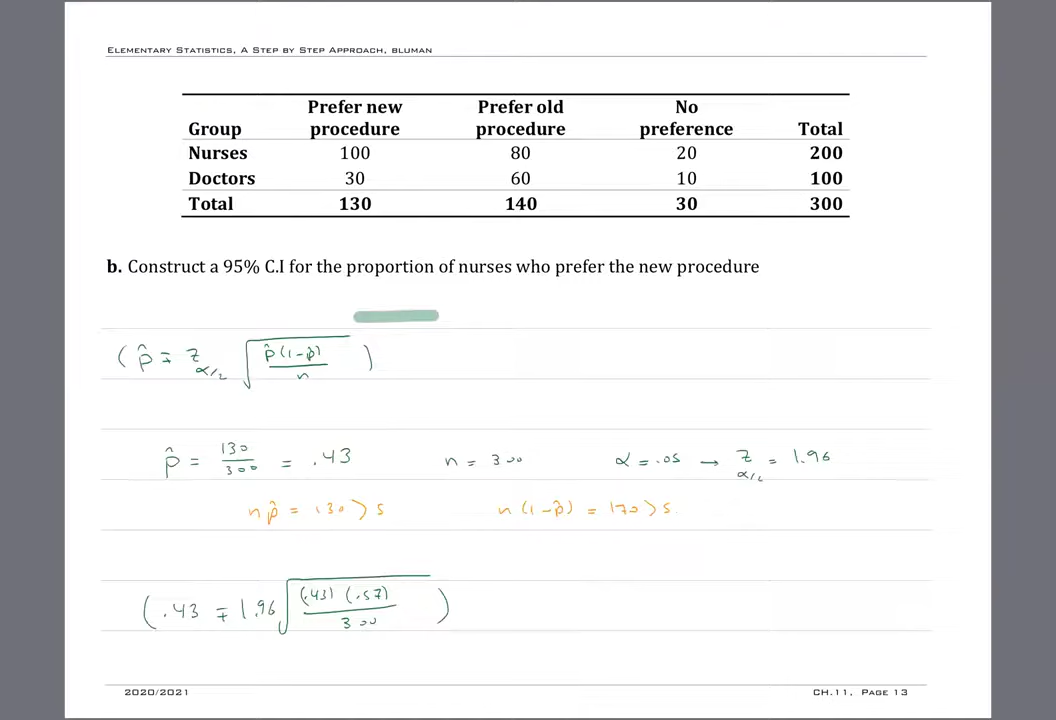 ELEMENTARY STATISTICS, A STEP BY STEP APPROACH, BLUMAN
Group Prefer new procedure Prefer old procedure No preference Total
Nurses 100 80 20 200
Doctors 30 60 10 100
Total 130 140 30 300
b. Construct a 95% C.I for the proportion of nurses who prefer the new procedure
( p̂ ∓ z α/2 √ p̂(1-p̂) / n )
p̂ = 130/300 = .43 n = 300 α = .05 → z α/2 = 1.96
n p̂ = 130 > 5 n (1-p̂) = 170 > 5.
( .43 ∓ 1.96 √ (.43) (.57) / 300 )
2020/2021 CH.11, PAGE 13